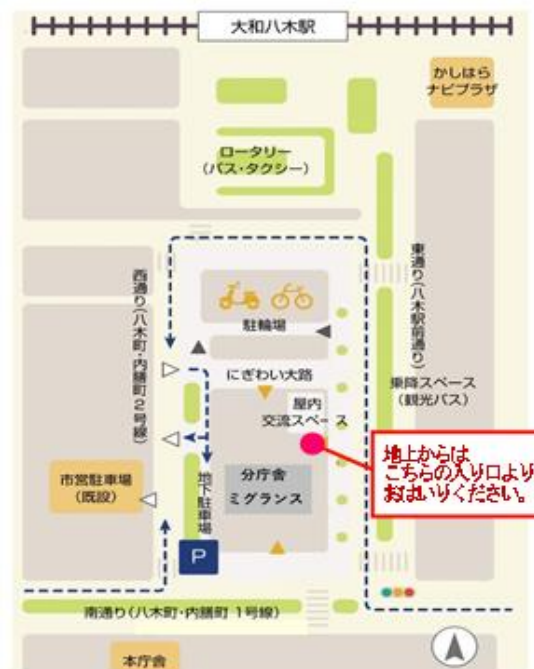 大和八木駅
かしはら
ナビプラザ
ロータリー
(バス・タクシー)
西通り(八木町・内膳町2号線)
東通り(八木駅前通り)
駐輪場
にぎわい大路
乗降スペース
(観光バス)
屋内
交流スペース
地上からは
こちらの入り口より
おはいりください。
市営駐車場
(既設)
地下駐車場
分庁舎
ミグランス
P
南通り(八木町・内膳町 1号線)
本庁舎